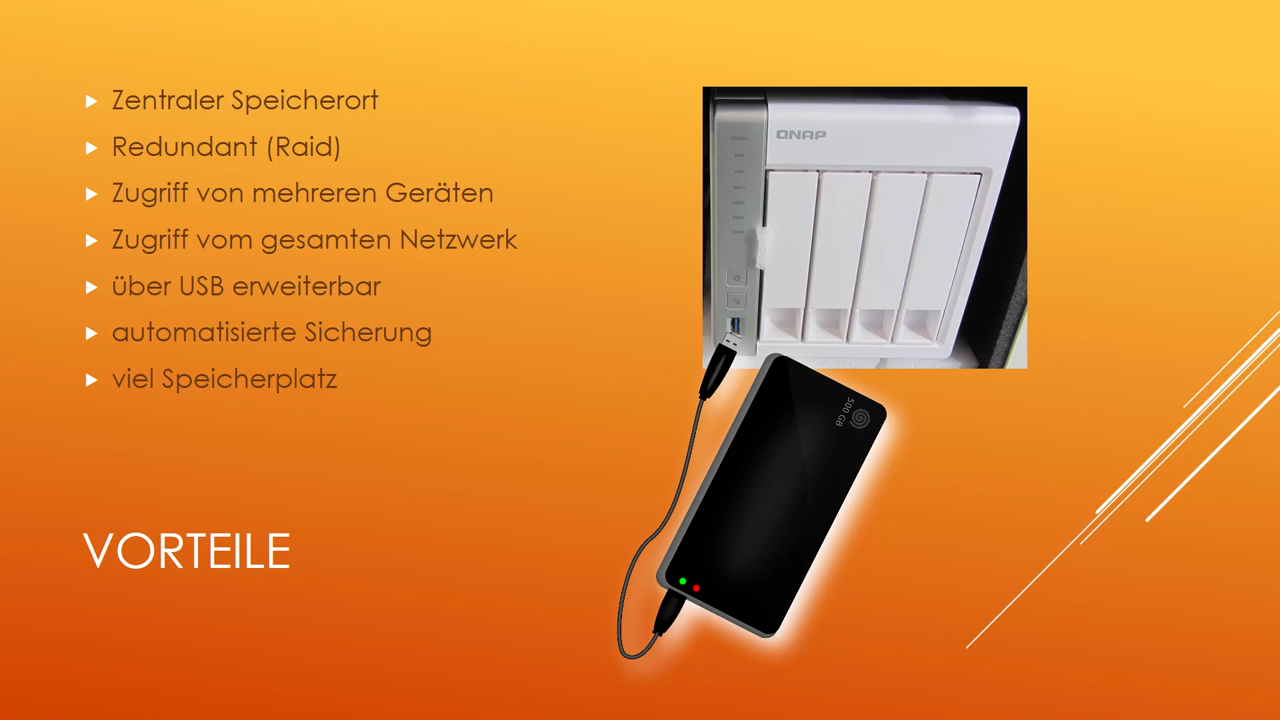 Zentraler Speicherort
Redundant (Raid)
Zugriff von mehreren Geräten
Zugriff vom gesamten Netzwerk
über USB erweiterbar
automatisierte Sicherung
viel Speicherplatz
VORTEILE
QNAP
500 GB